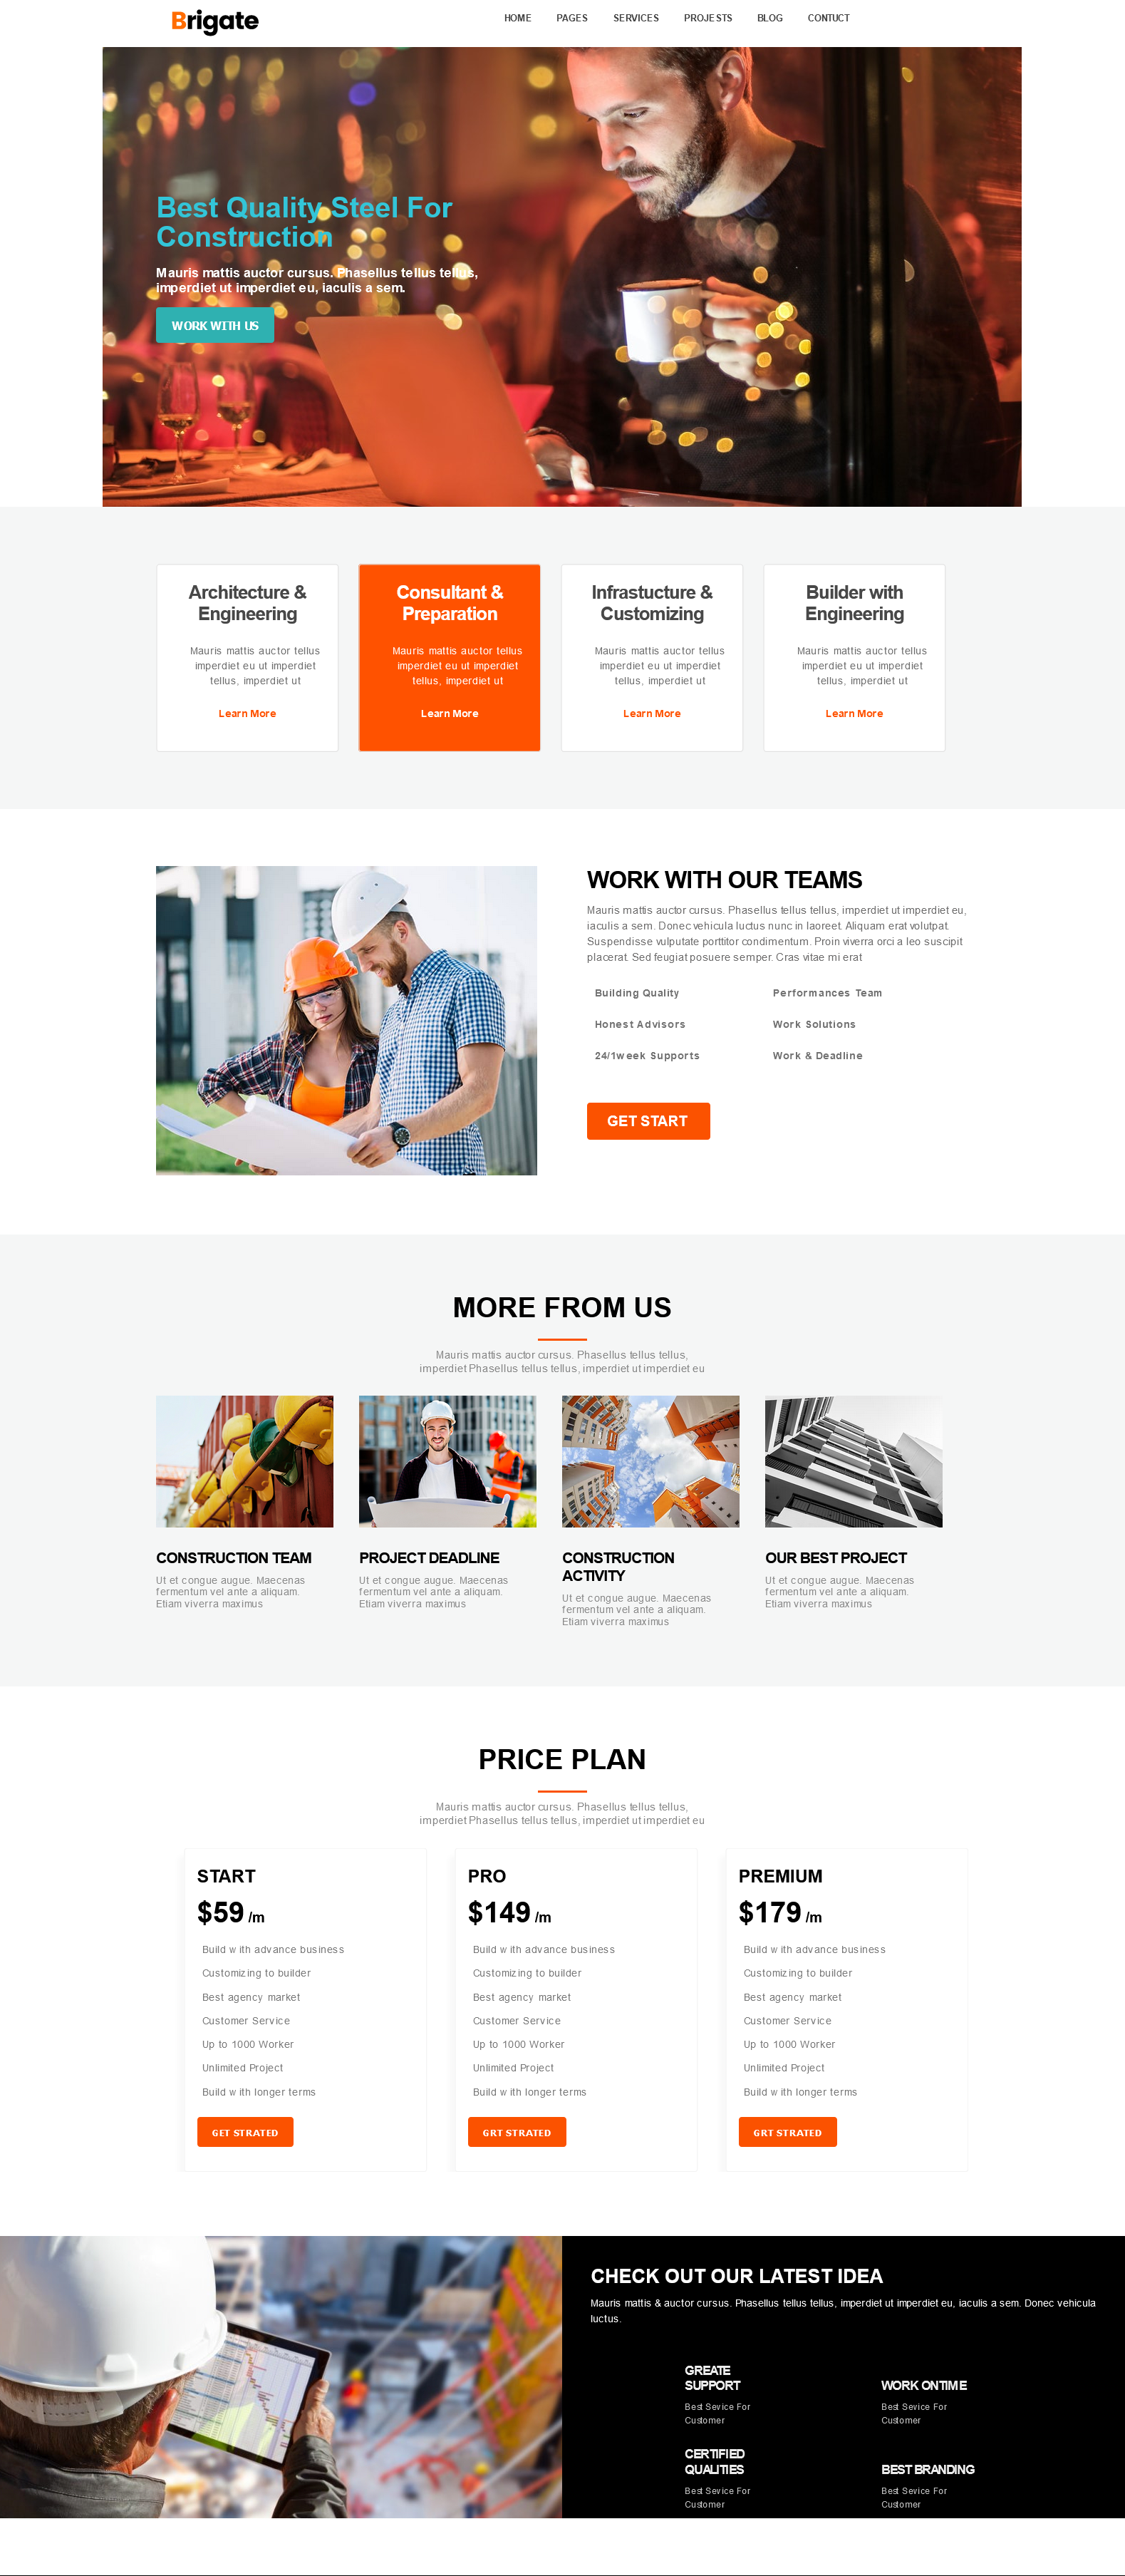 Brigate
HOME PAGES SERVICES PROJESTS BLOG CONTUCT
Best Quality Steel For
Construction
Mauris mattis auctor cursus. Phasellus tellus tellus,
imperdiet ut imperdiet eu, iaculis a sem.
WORK WITH US
Architecture &
Engineering
Mauris mattis auctor tellus
imperdiet eu ut imperdiet
tellus, imperdiet ut
Learn More
Consultant &
Preparation
Mauris mattis auctor tellus
imperdiet eu ut imperdiet
tellus, imperdiet ut
Learn More
Infrastucture &
Customizing
Mauris mattis auctor tellus
imperdiet eu ut imperdiet
tellus, imperdiet ut
Learn More
Builder with
Engineering
Mauris mattis auctor tellus
imperdiet eu ut imperdiet
tellus, imperdiet ut
Learn More
WORK WITH OUR TEAMS
Mauris mattis auctor cursus. Phasellus tellus tellus, imperdiet ut imperdiet eu,
iaculis a sem. Donec vehicula luctus nunc in laoreet. Aliquam erat volutpat.
Suspendisse vulputate porttitor condimentum. Proin viverra orci a leo suscipit
placerat. Sed feugiat posuere semper. Cras vitae mi erat
Building Quality
Performances Team
Honest Advisors
Work Solutions
24/1week Supports
Work & Deadline
GET START
MORE FROM US
Mauris mattis auctor cursus. Phasellus tellus tellus,
imperdiet Phasellus tellus tellus, imperdiet ut imperdiet eu
CONSTRUCTION TEAM
Ut et congue augue. Maecenas
fermentum vel ante a aliquam.
Etiam viverra maximus
PROJECT DEADLINE
Ut et congue augue. Maecenas
fermentum vel ante a aliquam.
Etiam viverra maximus
CONSTRUCTION
ACTIVITY
Ut et congue augue. Maecenas
fermentum vel ante a aliquam.
Etiam viverra maximus
OUR BEST PROJECT
Ut et congue augue. Maecenas
fermentum vel ante a aliquam.
Etiam viverra maximus
PRICE PLAN
Mauris mattis auctor cursus. Phasellus tellus tellus,
imperdiet Phasellus tellus tellus, imperdiet ut imperdiet eu
START
$59 /m
Build with advance business
Customizing to builder
Best agency market
Customer Service
Up to 1000 Worker
Unlimited Project
Build with longer terms
GET STRATED
PRO
$149 /m
Build with advance business
Customizing to builder
Best agency market
Customer Service
Up to 1000 Worker
Unlimited Project
Build with longer terms
GRT STRATED
PREMIUM
$179 /m
Build with advance business
Customizing to builder
Best agency market
Customer Service
Up to 1000 Worker
Unlimited Project
Build with longer terms
GRT STRATED
CHECK OUT OUR LATEST IDEA
Mauris mattis & auctor cursus. Phasellus tellus tellus, imperdiet ut imperdiet eu, iaculis a sem. Donec vehicula
luctus.
GREATE
SUPPORT
Best Sevice For
Customer
WORK ONTIME
Best Sevice For
Customer
CERTIFIED
QUALITIES
Best Sevice For
Customer
BEST BRANDING
Best Sevice For
Customer